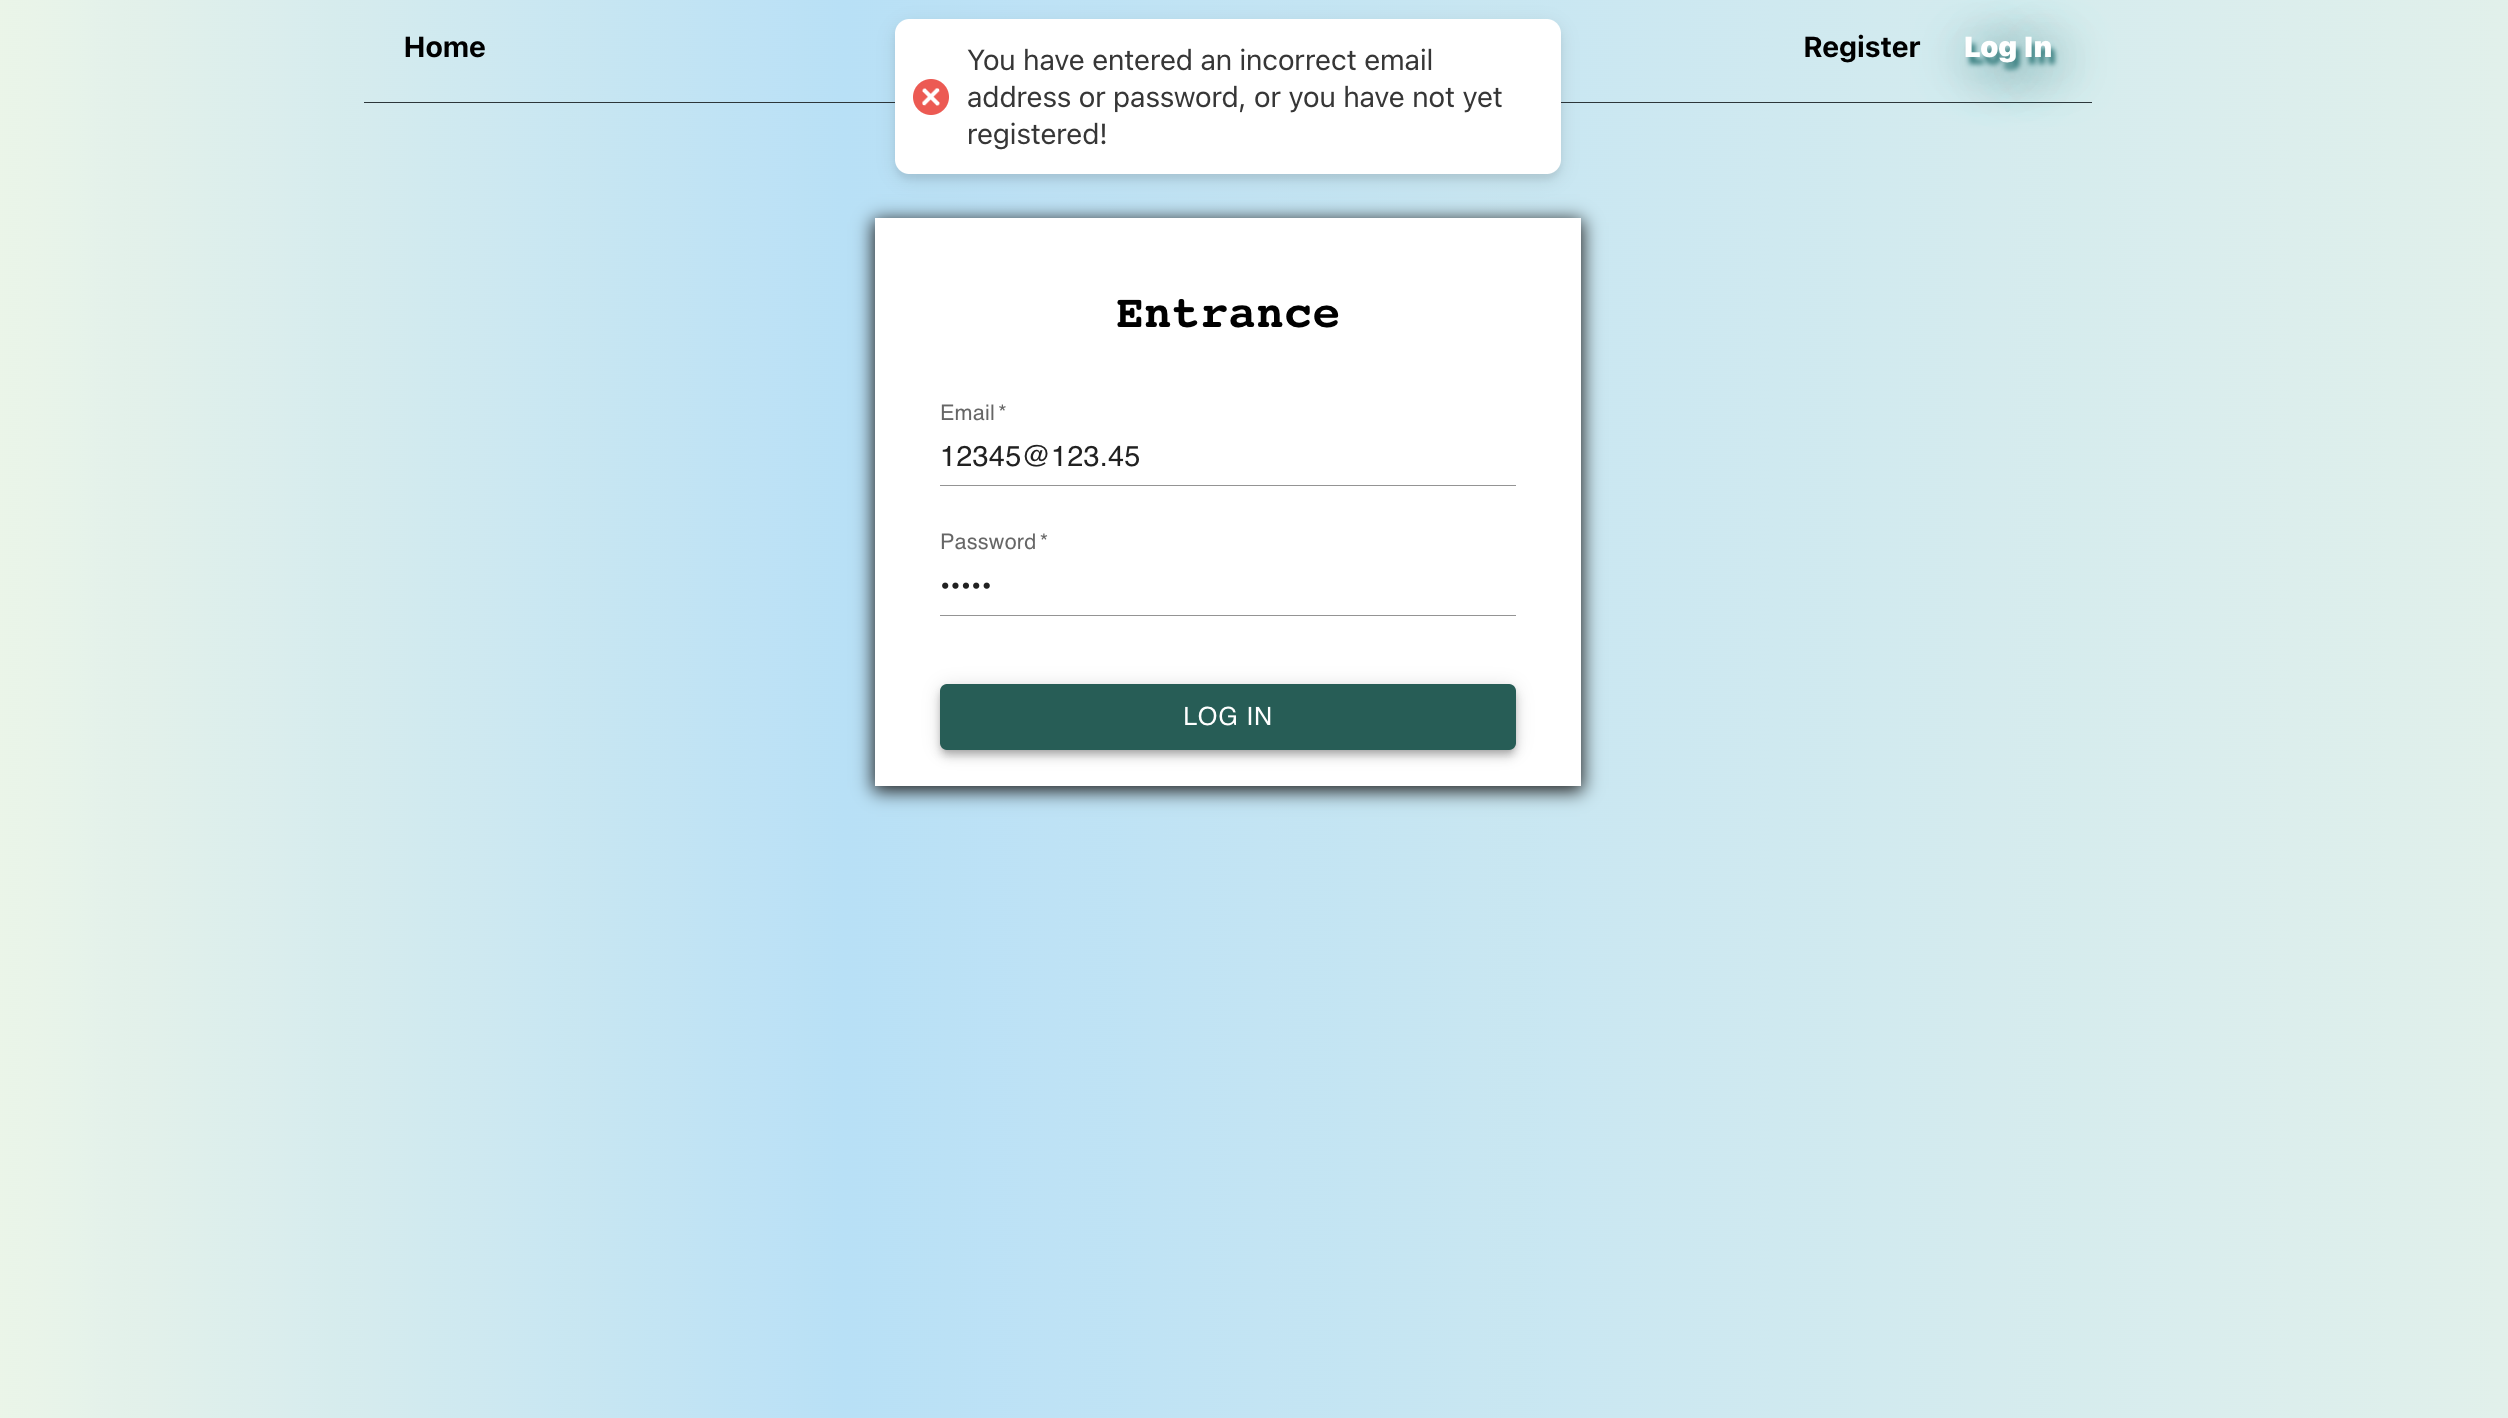 Home
You have entered an incorrect email
address or password, or you have not yet
registered!
Register
Log In
Entrance
Email *
12345@123.45
Password *
•••••
LOG IN